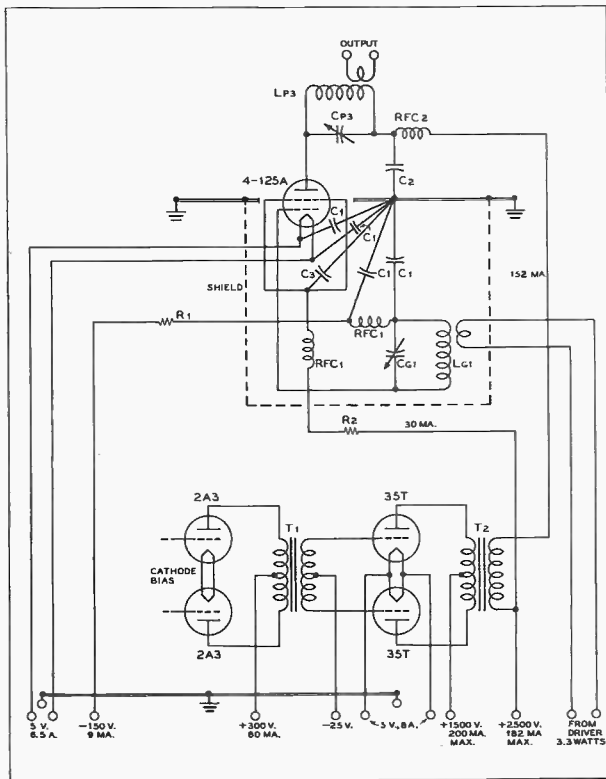 OUTPUT
LP3
CP3
RFC2
4-125A
C2
C1
C1
C1
C3
C1
SHIELD
152 MA
R1
RFC1
RFC1
CG1
LG1
R2
30 MA.
2A3
35T
T1
T2
CATHODE
BIAS
2A3
35T
5 V.
6.5 A.
-150 V.
9 MA.
+300 V.
60 MA.
-25 V.
5 V., 8 A.
+1500 V.
200 MA.
MAX.
+2500 V.
182 MA
MAX.
FROM
DRIVER
3.3 WATTS